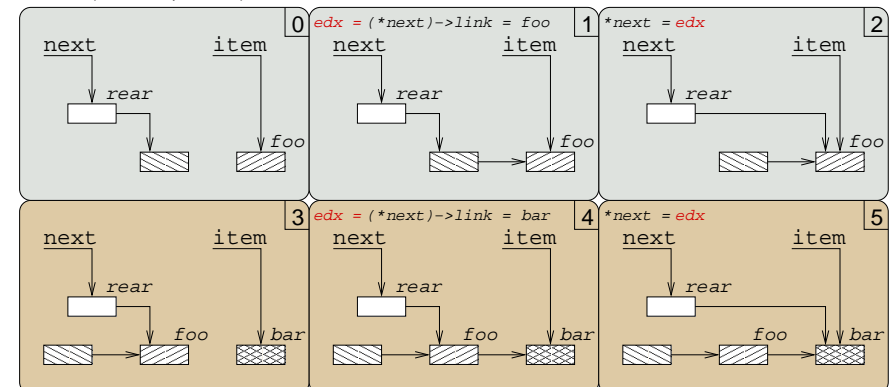 0
next item
rear
foo
edx = (*next)->link = foo 1
next item
rear
foo
*next = edx 2
next item
rear
foo
3
next item
rear
foo bar
edx = (*next)->link = bar 4
next item
rear
foo bar
*next = edx 5
next item
rear
foo bar